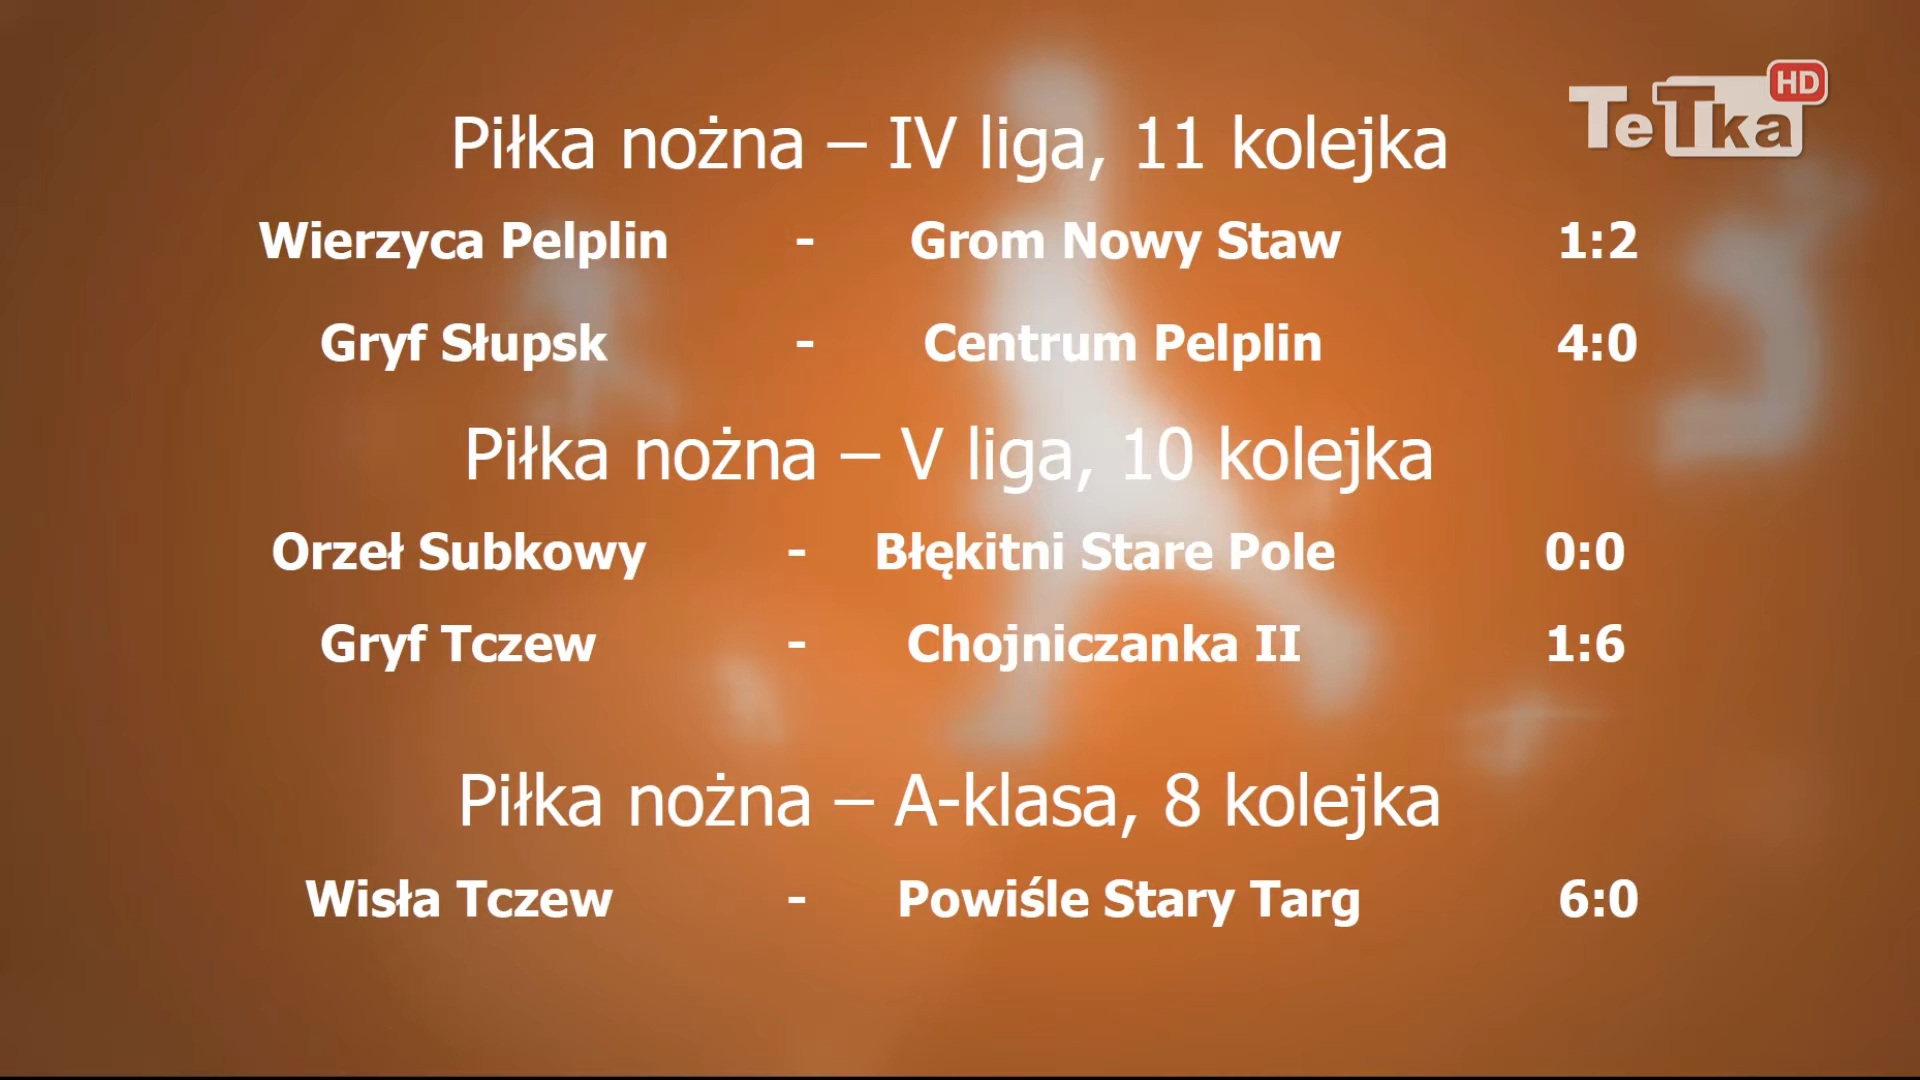 TeTka HD
Piłka nożna – IV liga, 11 kolejka
Wierzyca Pelplin - Grom Nowy Staw 1:2
Gryf Słupsk - Centrum Pelplin 4:0
Piłka nożna – V liga, 10 kolejka
Orzeł Subkowy - Błękitni Stare Pole 0:0
Gryf Tczew - Chojniczanka II 1:6
Piłka nożna – A-klasa, 8 kolejka
Wisła Tczew - Powiśle Stary Targ 6:0